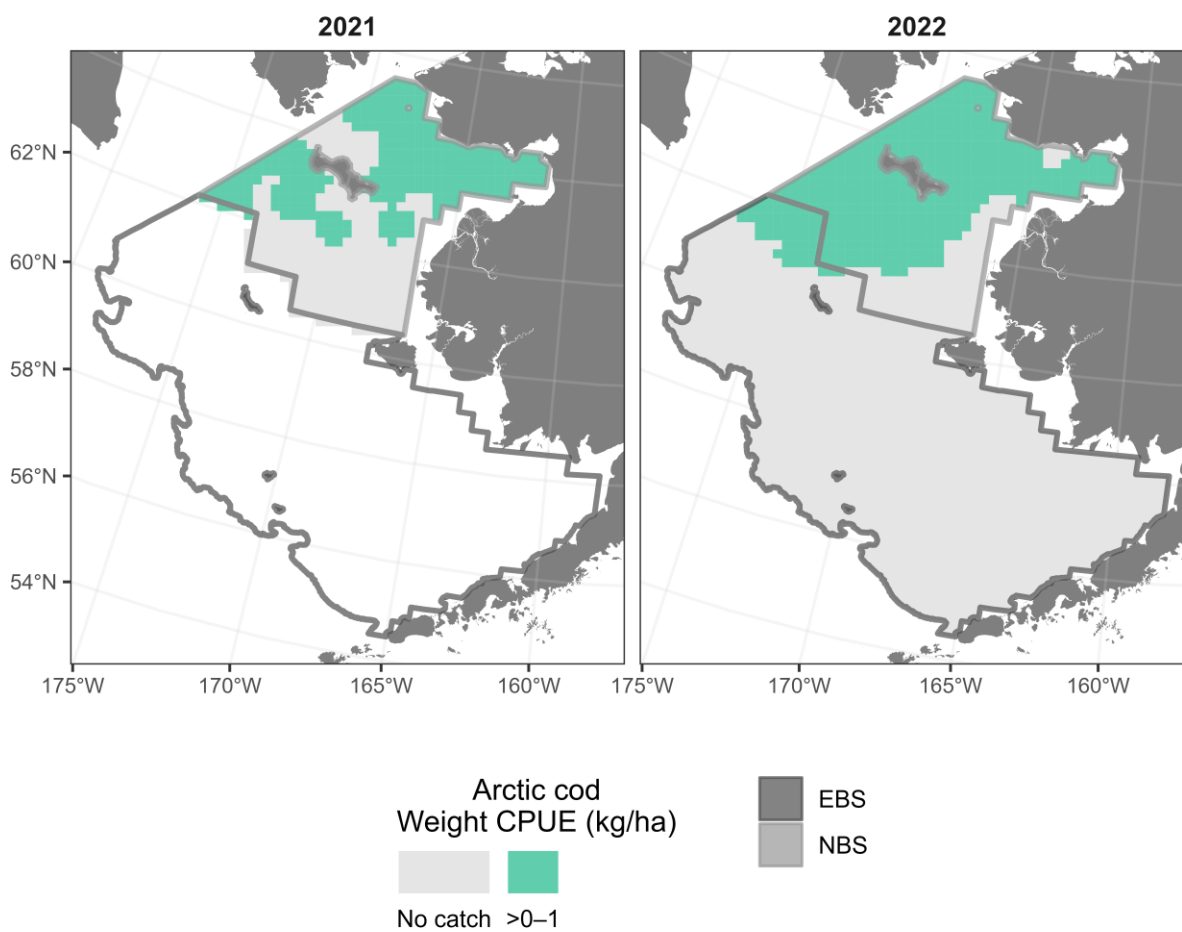 2021
2022
62°N
60°N
58°N
56°N
54°N
175°W
170°W
165°W
160°W
175°W
170°W
165°W
160°W
Arctic cod
Weight CPUE (kg/ha)
No catch
>0–1
EBS
NBS